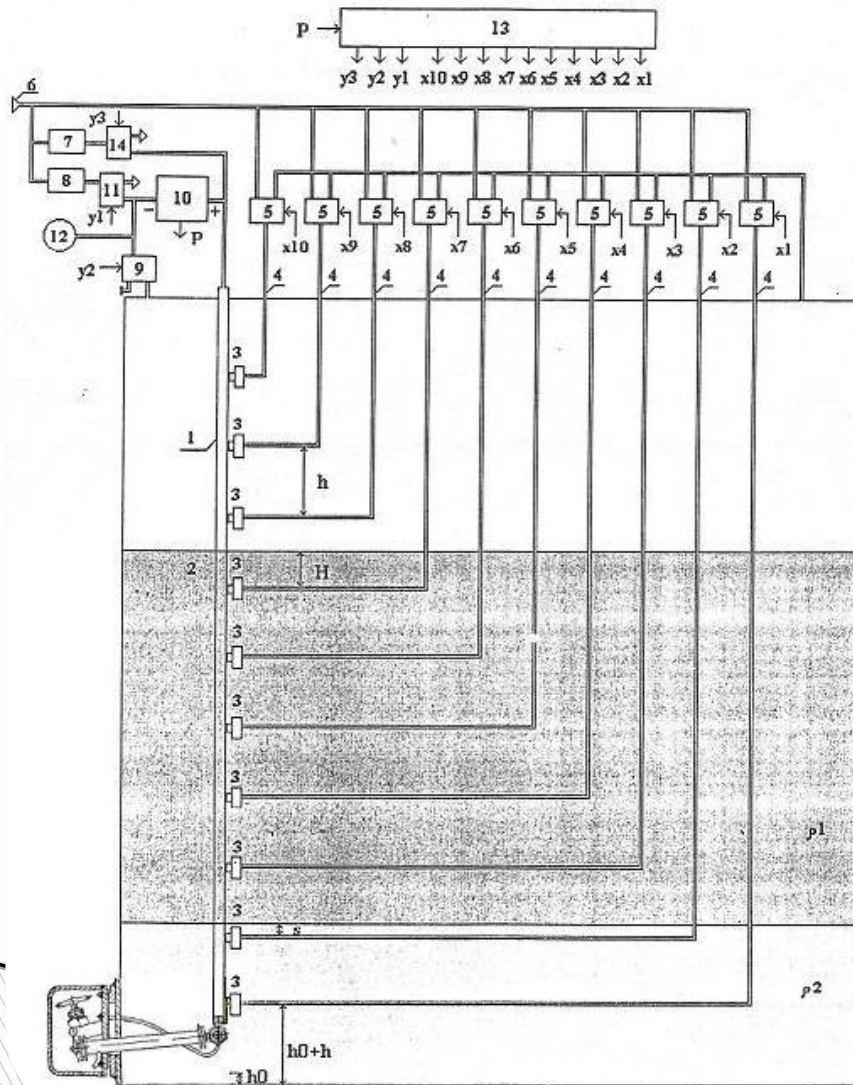 P 13
y3 y2 y1 x10 x9 x8 x7 x6 x5 x4 x3 x2 x1
6
y3
7 14
8 11 10
y1 - + P
12
y2 9
5 5 5 5 5 5 5 5 5 5
x10 x9 x8 x7 x6 x5 x4 x3 x2 x1
4 4 4 4 4 4 4 4 4 4
3
1 3
h
3
2 3 H
3
3
3
3 ρ1
3 s
3 ρ2
h0+h
h0